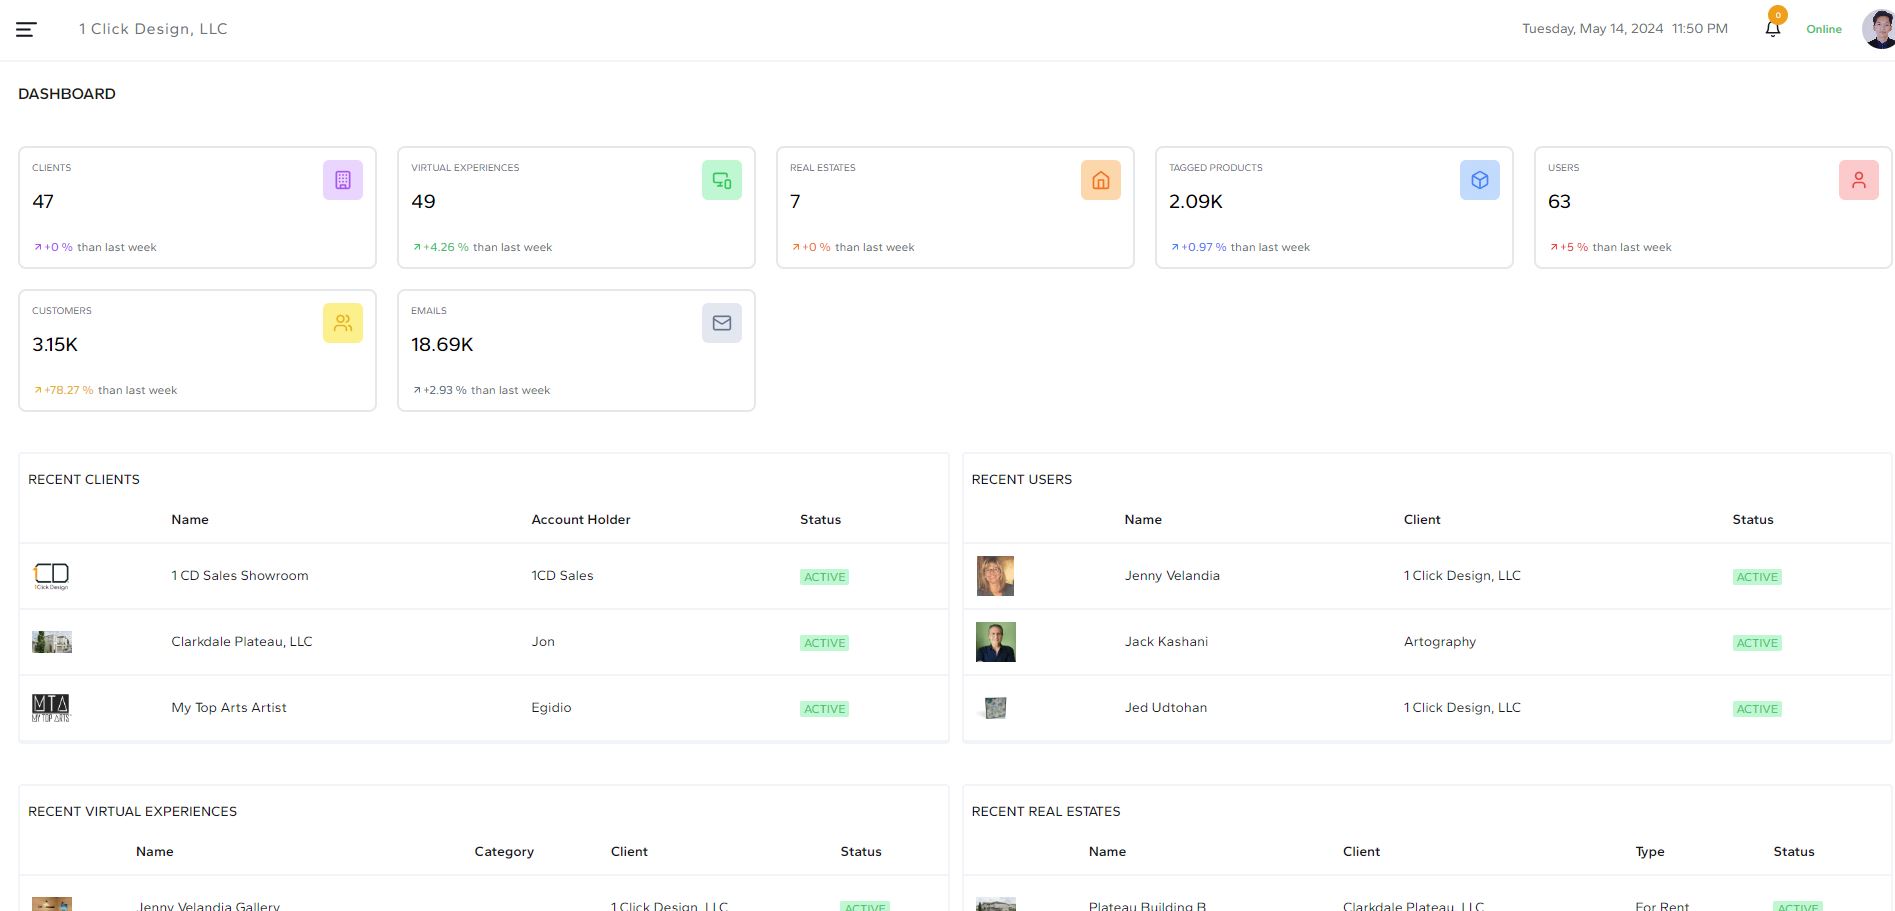 1 Click Design, LLC
Tuesday, May 14, 2024 11:50 PM
0
Online
DASHBOARD
CLIENTS
47
+0 % than last week
VIRTUAL EXPERIENCES
49
+4.26 % than last week
REAL ESTATES
7
+0 % than last week
TAGGED PRODUCTS
2.09K
+0.97 % than last week
USERS
63
+5 % than last week
CUSTOMERS
3.15K
+78.27 % than last week
EMAILS
18.69K
+2.93 % than last week
RECENT CLIENTS
Name Account Holder Status
1CD
1Click Design
1 CD Sales Showroom 1CD Sales ACTIVE
Clarkdale Plateau, LLC Jon ACTIVE
MTA
MY TOP ARTS
My Top Arts Artist Egidio ACTIVE
RECENT USERS
Name Client Status
Jenny Velandia 1 Click Design, LLC ACTIVE
Jack Kashani Artography ACTIVE
Jed Udtohan 1 Click Design, LLC ACTIVE
RECENT VIRTUAL EXPERIENCES
Name Category Client Status
Jenny Velandia Gallery 1 Click Design, LLC ACTIVE
RECENT REAL ESTATES
Name Client Type Status
Plateau Building B Clarkdale Plateau, LLC For Rent ACTIVE